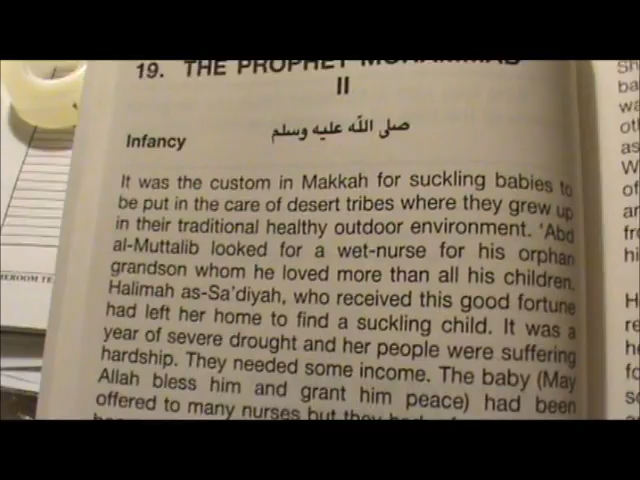 19. THE PROPHET MUHAMMAD
II
صلى الله عليه وسلم
Infancy
It was the custom in Makkah for suckling babies to
be put in the care of desert tribes where they grew up
in their traditional healthy outdoor environment. 'Abd
al-Muttalib looked for a wet-nurse for his orphan
grandson whom he loved more than all his children.
Halimah as-Sa'diyah, who received this good fortune
had left her home to find a suckling child. It was a
year of severe drought and her people were suffering
hardship. They needed some income. The baby (May
Allah bless him and grant him peace) had been
offered to many nurses but they